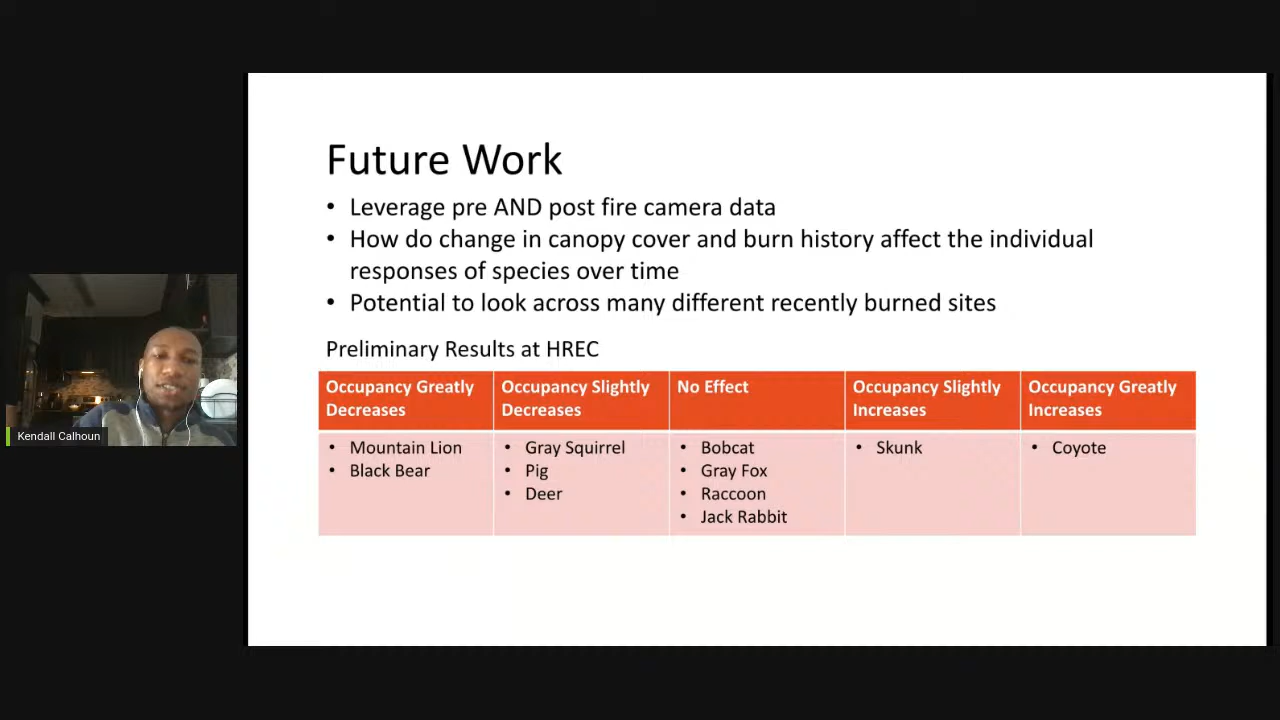 Future Work
• Leverage pre AND post fire camera data
• How do change in canopy cover and burn history affect the individual
responses of species over time
• Potential to look across many different recently burned sites
Preliminary Results at HREC
Occupancy Greatly
Decreases
Occupancy Slightly
Decreases
No Effect
Occupancy Slightly
Increases
Occupancy Greatly
Increases
• Mountain Lion
• Black Bear
• Gray Squirrel
• Pig
• Deer
• Bobcat
• Gray Fox
• Raccoon
• Jack Rabbit
• Skunk
• Coyote
Kendall Calhoun